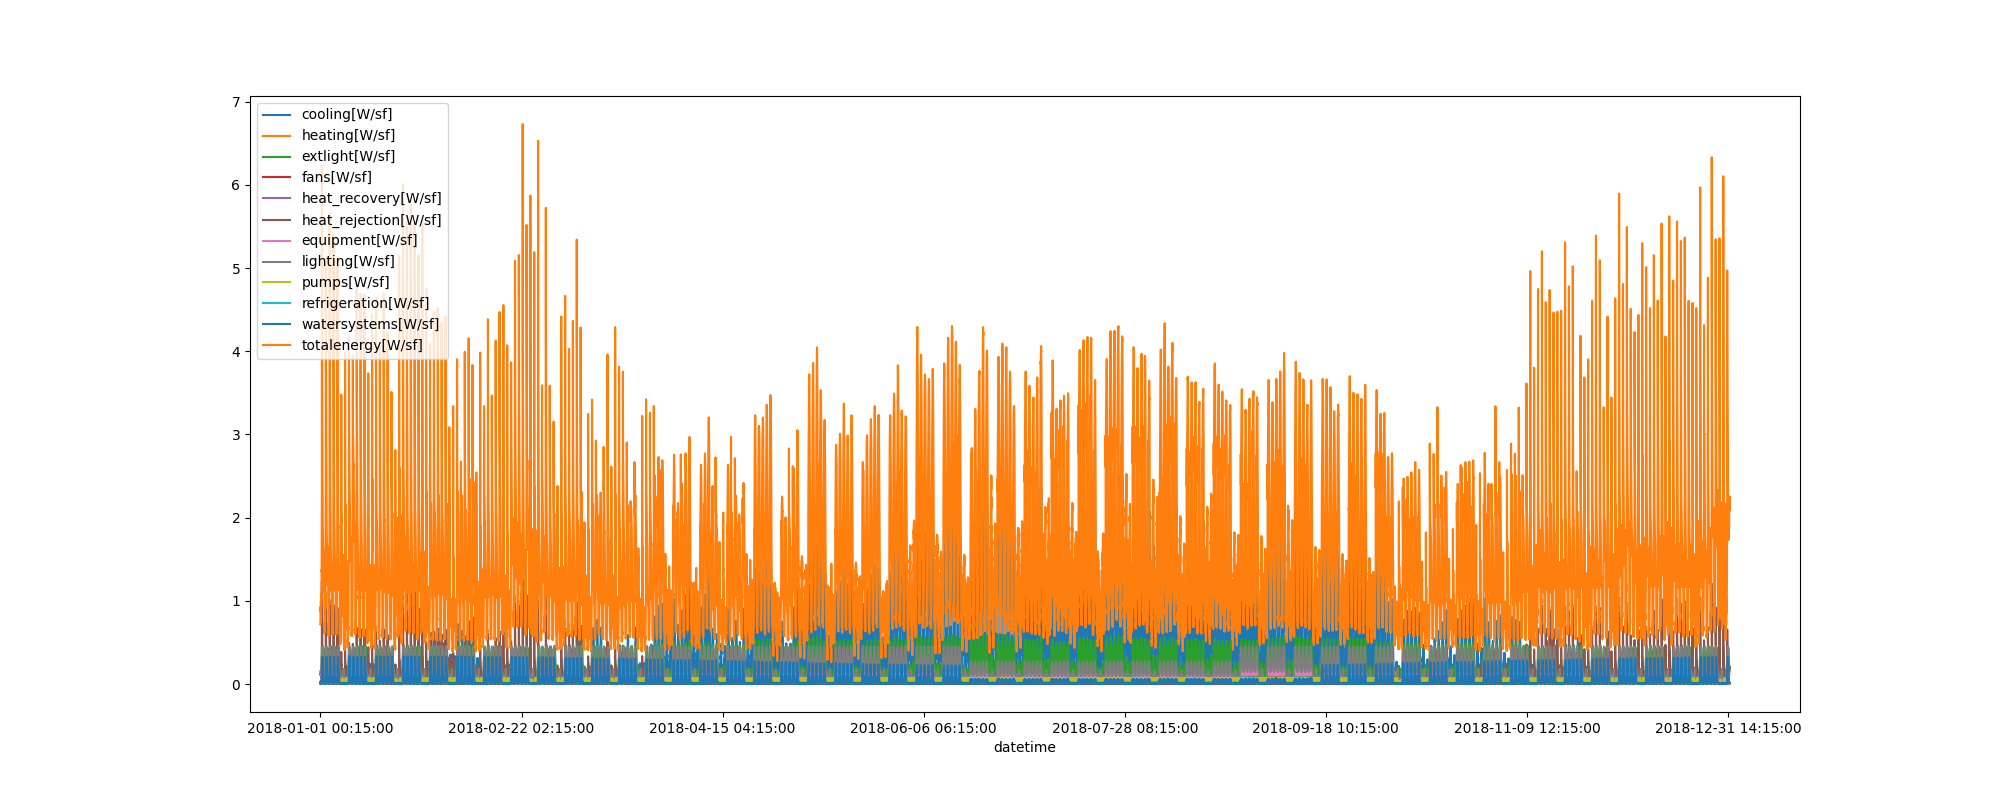 7
6
5
4
3
2
1
0
cooling[W/sf]
heating[W/sf]
extlight[W/sf]
fans[W/sf]
heat_recovery[W/sf]
heat_rejection[W/sf]
equipment[W/sf]
lighting[W/sf]
pumps[W/sf]
refrigeration[W/sf]
watersystems[W/sf]
totalenergy[W/sf]
2018-01-01 00:15:00 2018-02-22 02:15:00 2018-04-15 04:15:00 2018-06-06 06:15:00 2018-07-28 08:15:00 2018-09-18 10:15:00 2018-11-09 12:15:00 2018-12-31 14:15:00
datetime